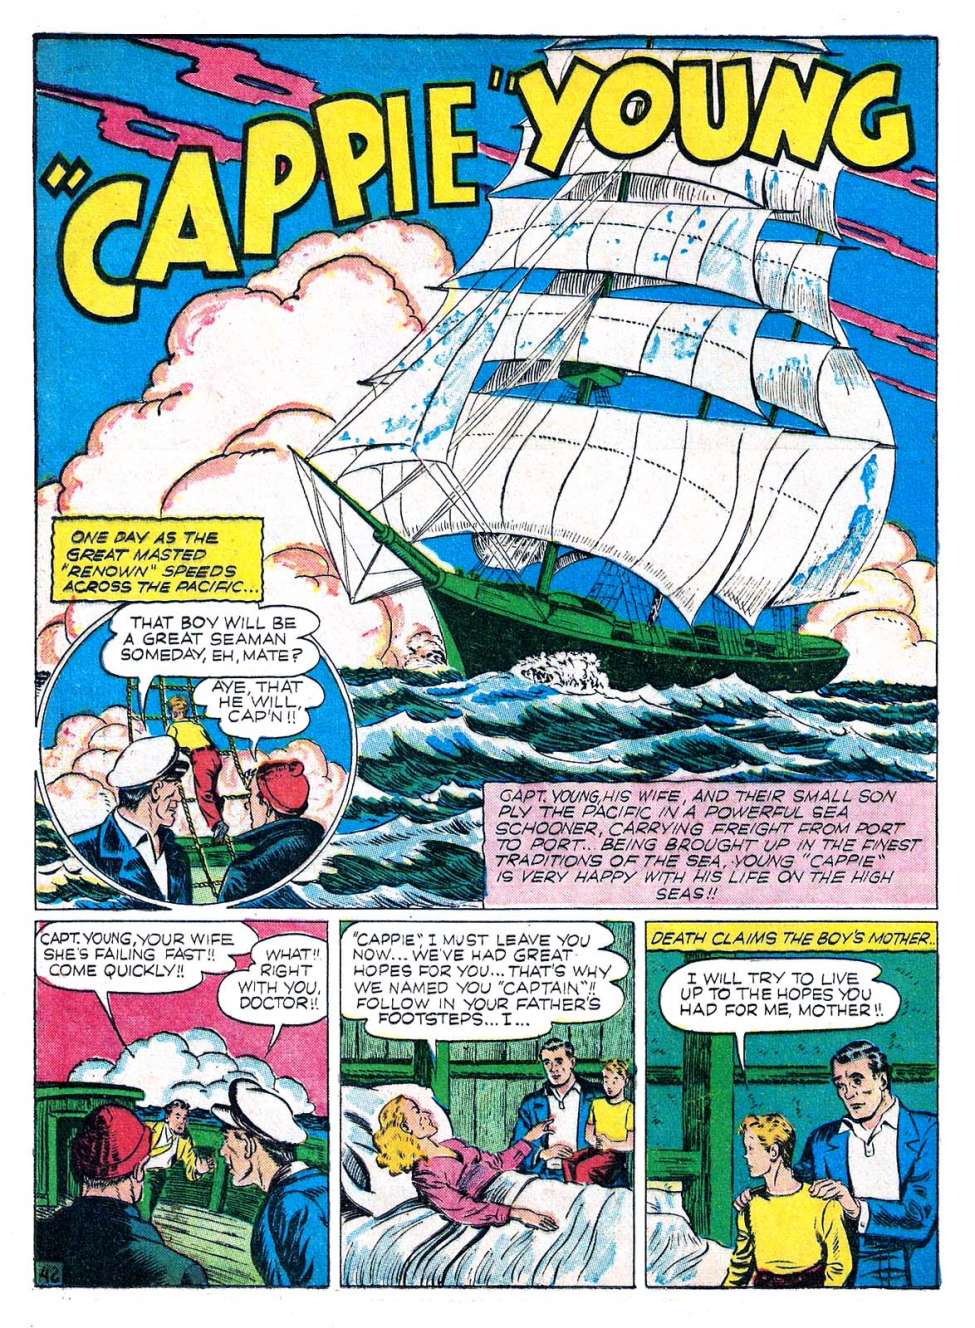 "CAPPIE" YOUNG
ONE DAY AS THE
GREAT MASTED
"RENOWN" SPEEDS
ACROSS THE PACIFIC...
THAT BOY WILL BE
A GREAT SEAMAN
SOMEDAY, EH, MATE?
AYE, THAT
HE WILL,
CAP'N!!
CAPT. YOUNG, HIS WIFE, AND THEIR SMALL SON
PLY THE PACIFIC IN A POWERFUL SEA
SCHOONER, CARRYING FREIGHT FROM PORT
TO PORT.. BEING BROUGHT UP IN THE FINEST
TRADITIONS OF THE SEA, YOUNG "CAPPIE"
IS VERY HAPPY WITH HIS LIFE ON THE HIGH
SEAS!!
CAPT. YOUNG, YOUR WIFE
SHE'S FAILING FAST!!
COME QUICKLY!!
WHAT!!
RIGHT
WITH YOU,
DOCTOR!!
42
"CAPPIE", I MUST LEAVE YOU
NOW... WE'VE HAD GREAT
HOPES FOR YOU... THAT'S WHY
WE NAMED YOU "CAPTAIN"!!
FOLLOW IN YOUR FATHER'S
FOOTSTEPS... I...
DEATH CLAIMS THE BOY'S MOTHER..
I WILL TRY TO LIVE
UP TO THE HOPES YOU
HAD FOR ME, MOTHER!!